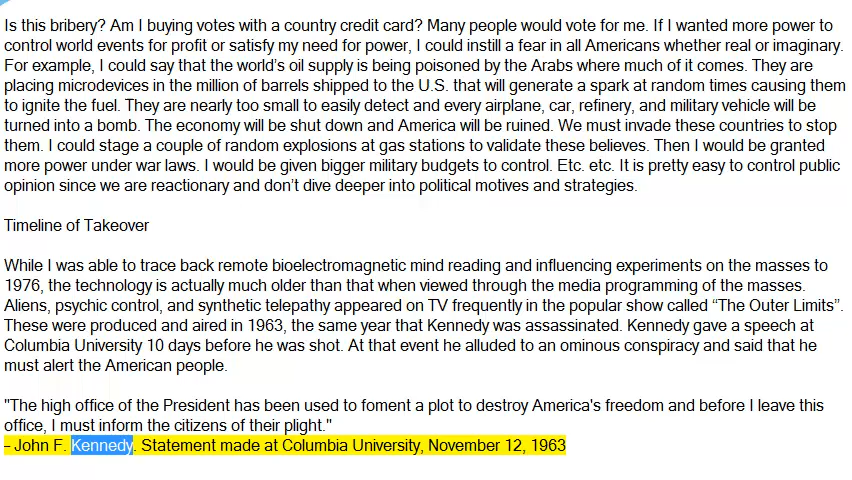 Is this bribery? Am I buying votes with a country credit card? Many people would vote for me. If I wanted more power to
control world events for profit or satisfy my need for power, I could instill a fear in all Americans whether real or imaginary.
For example, I could say that the world's oil supply is being poisoned by the Arabs where much of it comes. They are
placing microdevices in the million of barrels shipped to the U.S. that will generate a spark at random times causing them
to ignite the fuel. They are nearly too small to easily detect and every airplane, car, refinery, and military vehicle will be
turned into a bomb. The economy will be shut down and America will be ruined. We must invade these countries to stop
them. I could stage a couple of random explosions at gas stations to validate these believes. Then I would be granted
more power under war laws. I would be given bigger military budgets to control. Etc. etc. It is pretty easy to control public
opinion since we are reactionary and don't dive deeper into political motives and strategies.
Timeline of Takeover
While I was able to trace back remote bioelectromagnetic mind reading and influencing experiments on the masses to
1976, the technology is actually much older than that when viewed through the media programming of the masses.
Aliens, psychic control, and synthetic telepathy appeared on TV frequently in the popular show called “The Outer Limits”.
These were produced and aired in 1963, the same year that Kennedy was assassinated. Kennedy gave a speech at
Columbia University 10 days before he was shot. At that event he alluded to an ominous conspiracy and said that he
must alert the American people.
"The high office of the President has been used to foment a plot to destroy America's freedom and before I leave this
office, I must inform the citizens of their plight."
– John F. Kennedy. Statement made at Columbia University, November 12, 1963